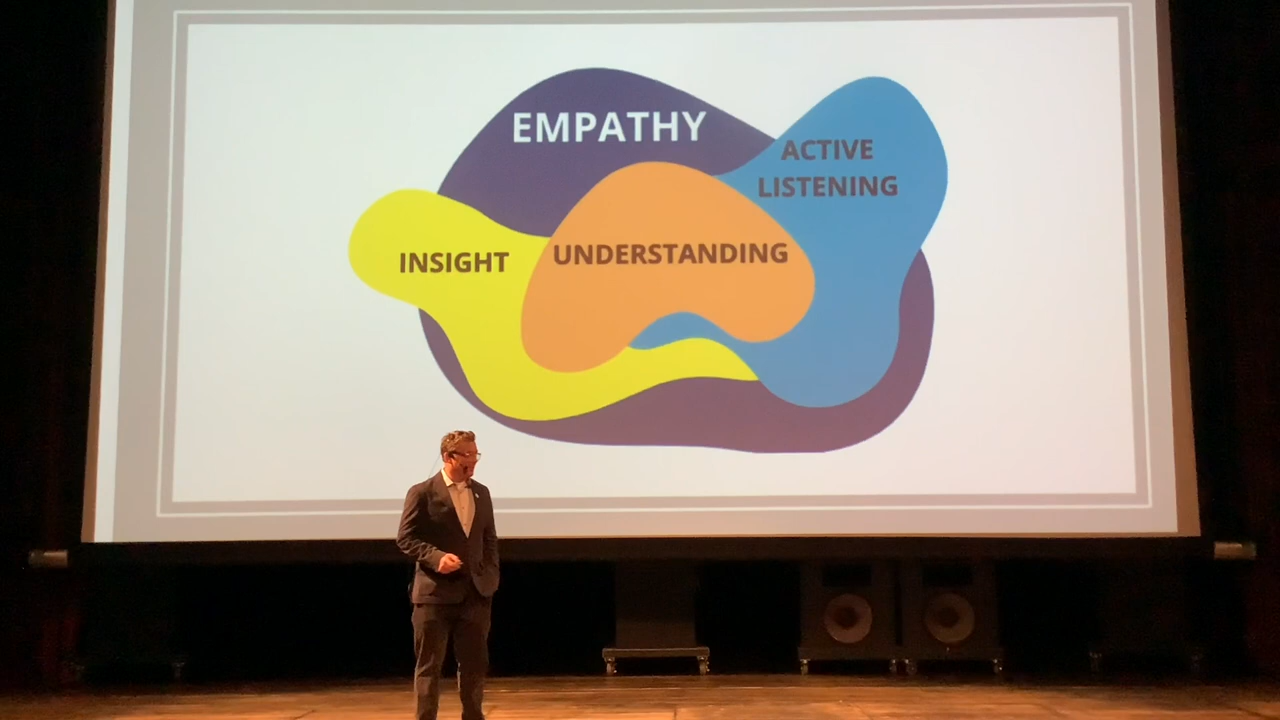 EMPATHY
ACTIVE
LISTENING
INSIGHT
UNDERSTANDING